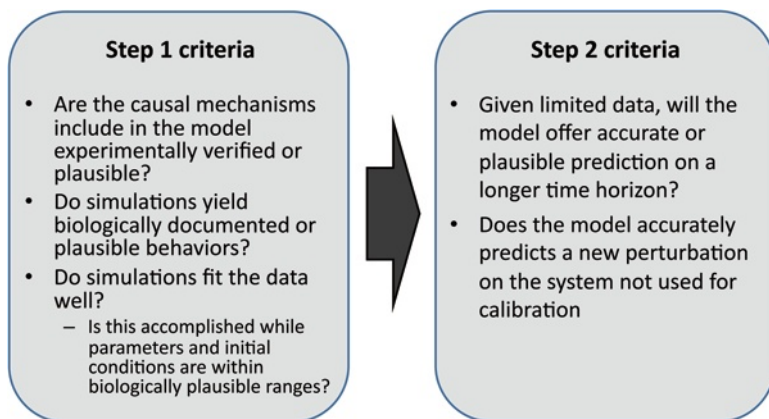 Step 1 criteria
• Are the causal mechanisms
include in the model
experimentally verified or
plausible?
• Do simulations yield
biologically documented or
plausible behaviors?
• Do simulations fit the data
well?
– Is this accomplished while
parameters and initial
conditions are within
biologically plausible ranges?
Step 2 criteria
• Given limited data, will the
model offer accurate or
plausible prediction on a
longer time horizon?
• Does the model accurately
predicts a new perturbation
on the system not used for
calibration